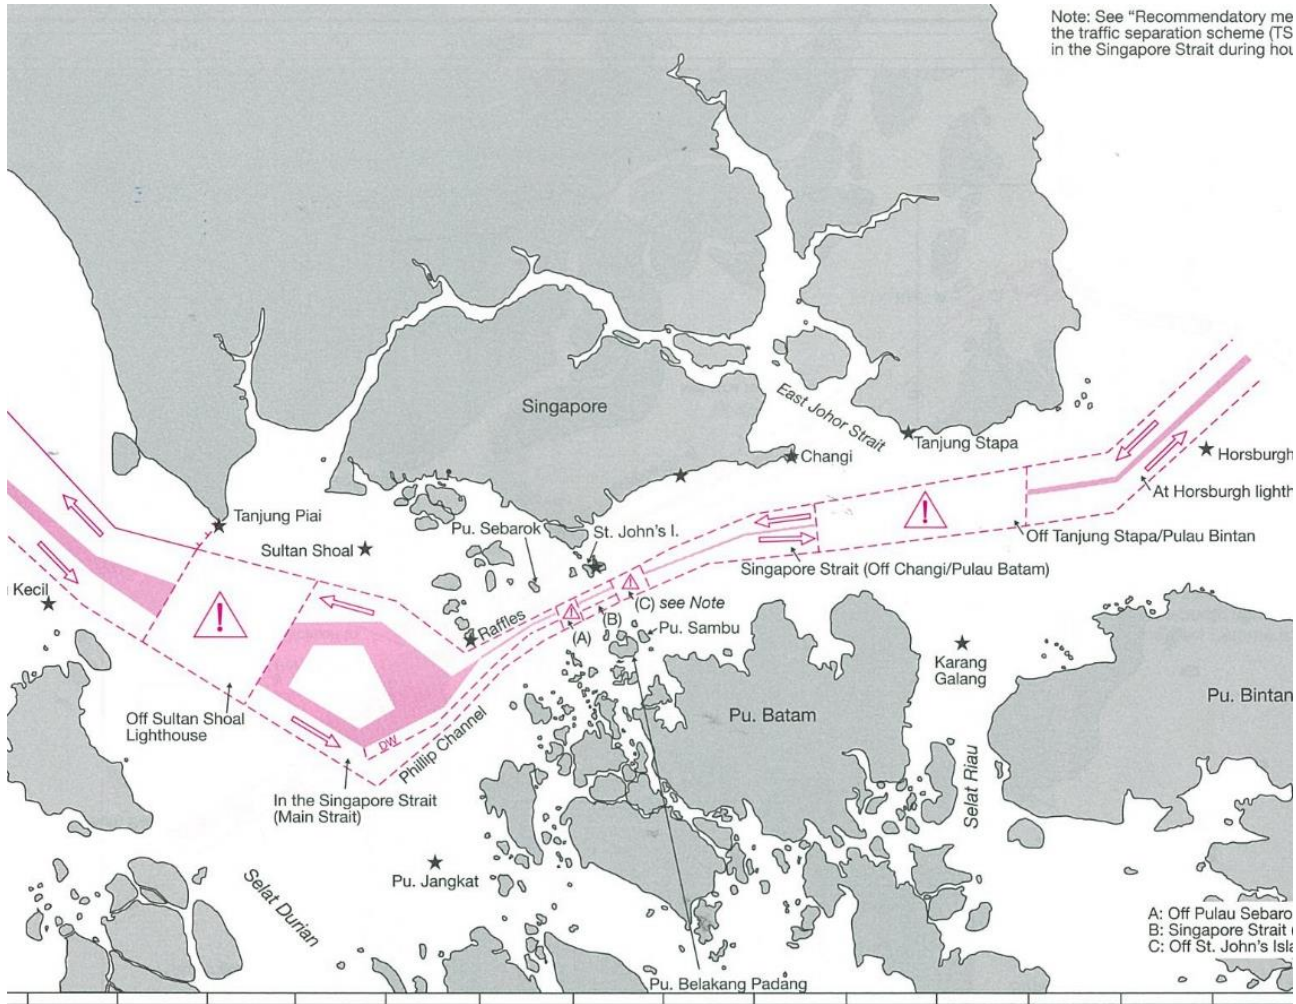 Note: See "Recommendatory me
the traffic separation scheme (TS
in the Singapore Strait during hou
Singapore
East Johor Strait
Tanjung Stapa
Changi
Horsburgh
At Horsburgh lighth
Tanjung Piai
Pu. Sebarok
St. John's I.
Sultan Shoal
Off Tanjung Stapa/Pulau Bintan
Singapore Strait (Off Changi/Pulau Batam)
Kecil
(C) see Note
(B)
(A)
Raffles
Pu. Sambu
Karang
Galang
Pu. Bintan
Off Sultan Shoal
Lighthouse
Pu. Batam
DW
Phillip Channel
Selat Riau
In the Singapore Strait
(Main Strait)
Pu. Jangkat
Selat Durian
A: Off Pulau Sebaro
B: Singapore Strait (
C: Off St. John's Isla
Pu. Belakang Padang